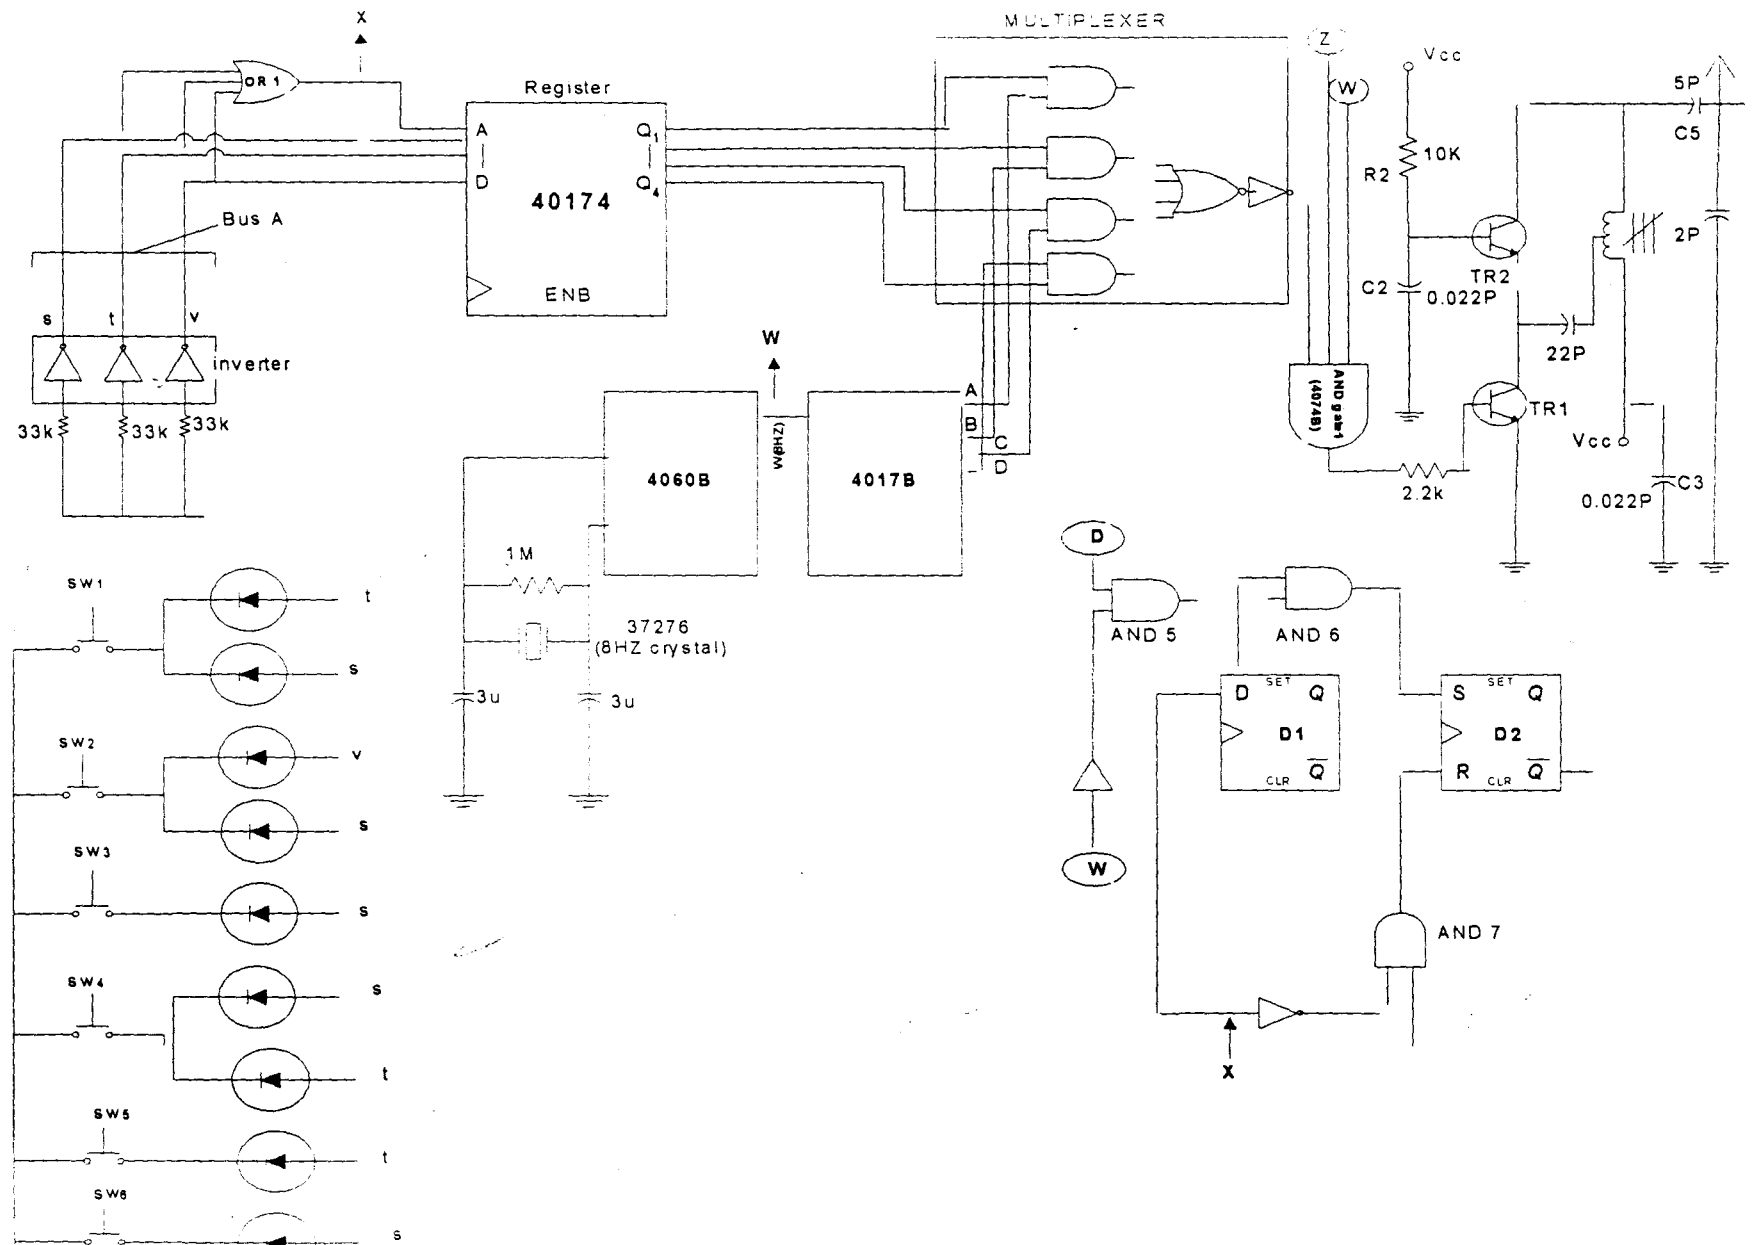 X
MULTIPLEXER
Z
Vcc
W
OR 1
5P
C5
Register
A
Q1
10K
R2
D
Q4
40174
Bus A
2P
TR2
C2
0.022P
ENB
s
t
v
W
22P
inverter
AND gate1
(4074B)
TR1
A
33k
33k
33k
W(8HZ)
B
C
Vcc
D
4060B
4017B
2.2k
C3
0.022P
1M
D
SW1
t
37276
(8HZ crystal)
AND 5
AND 6
s
3u
3u
D
SET
Q
S
SET
Q
SW2
v
D1
D2
CLR
Q
R
CLR
Q
s
SW3
W
s
AND 7
SW4
s
t
X
SW5
t
SW6
s